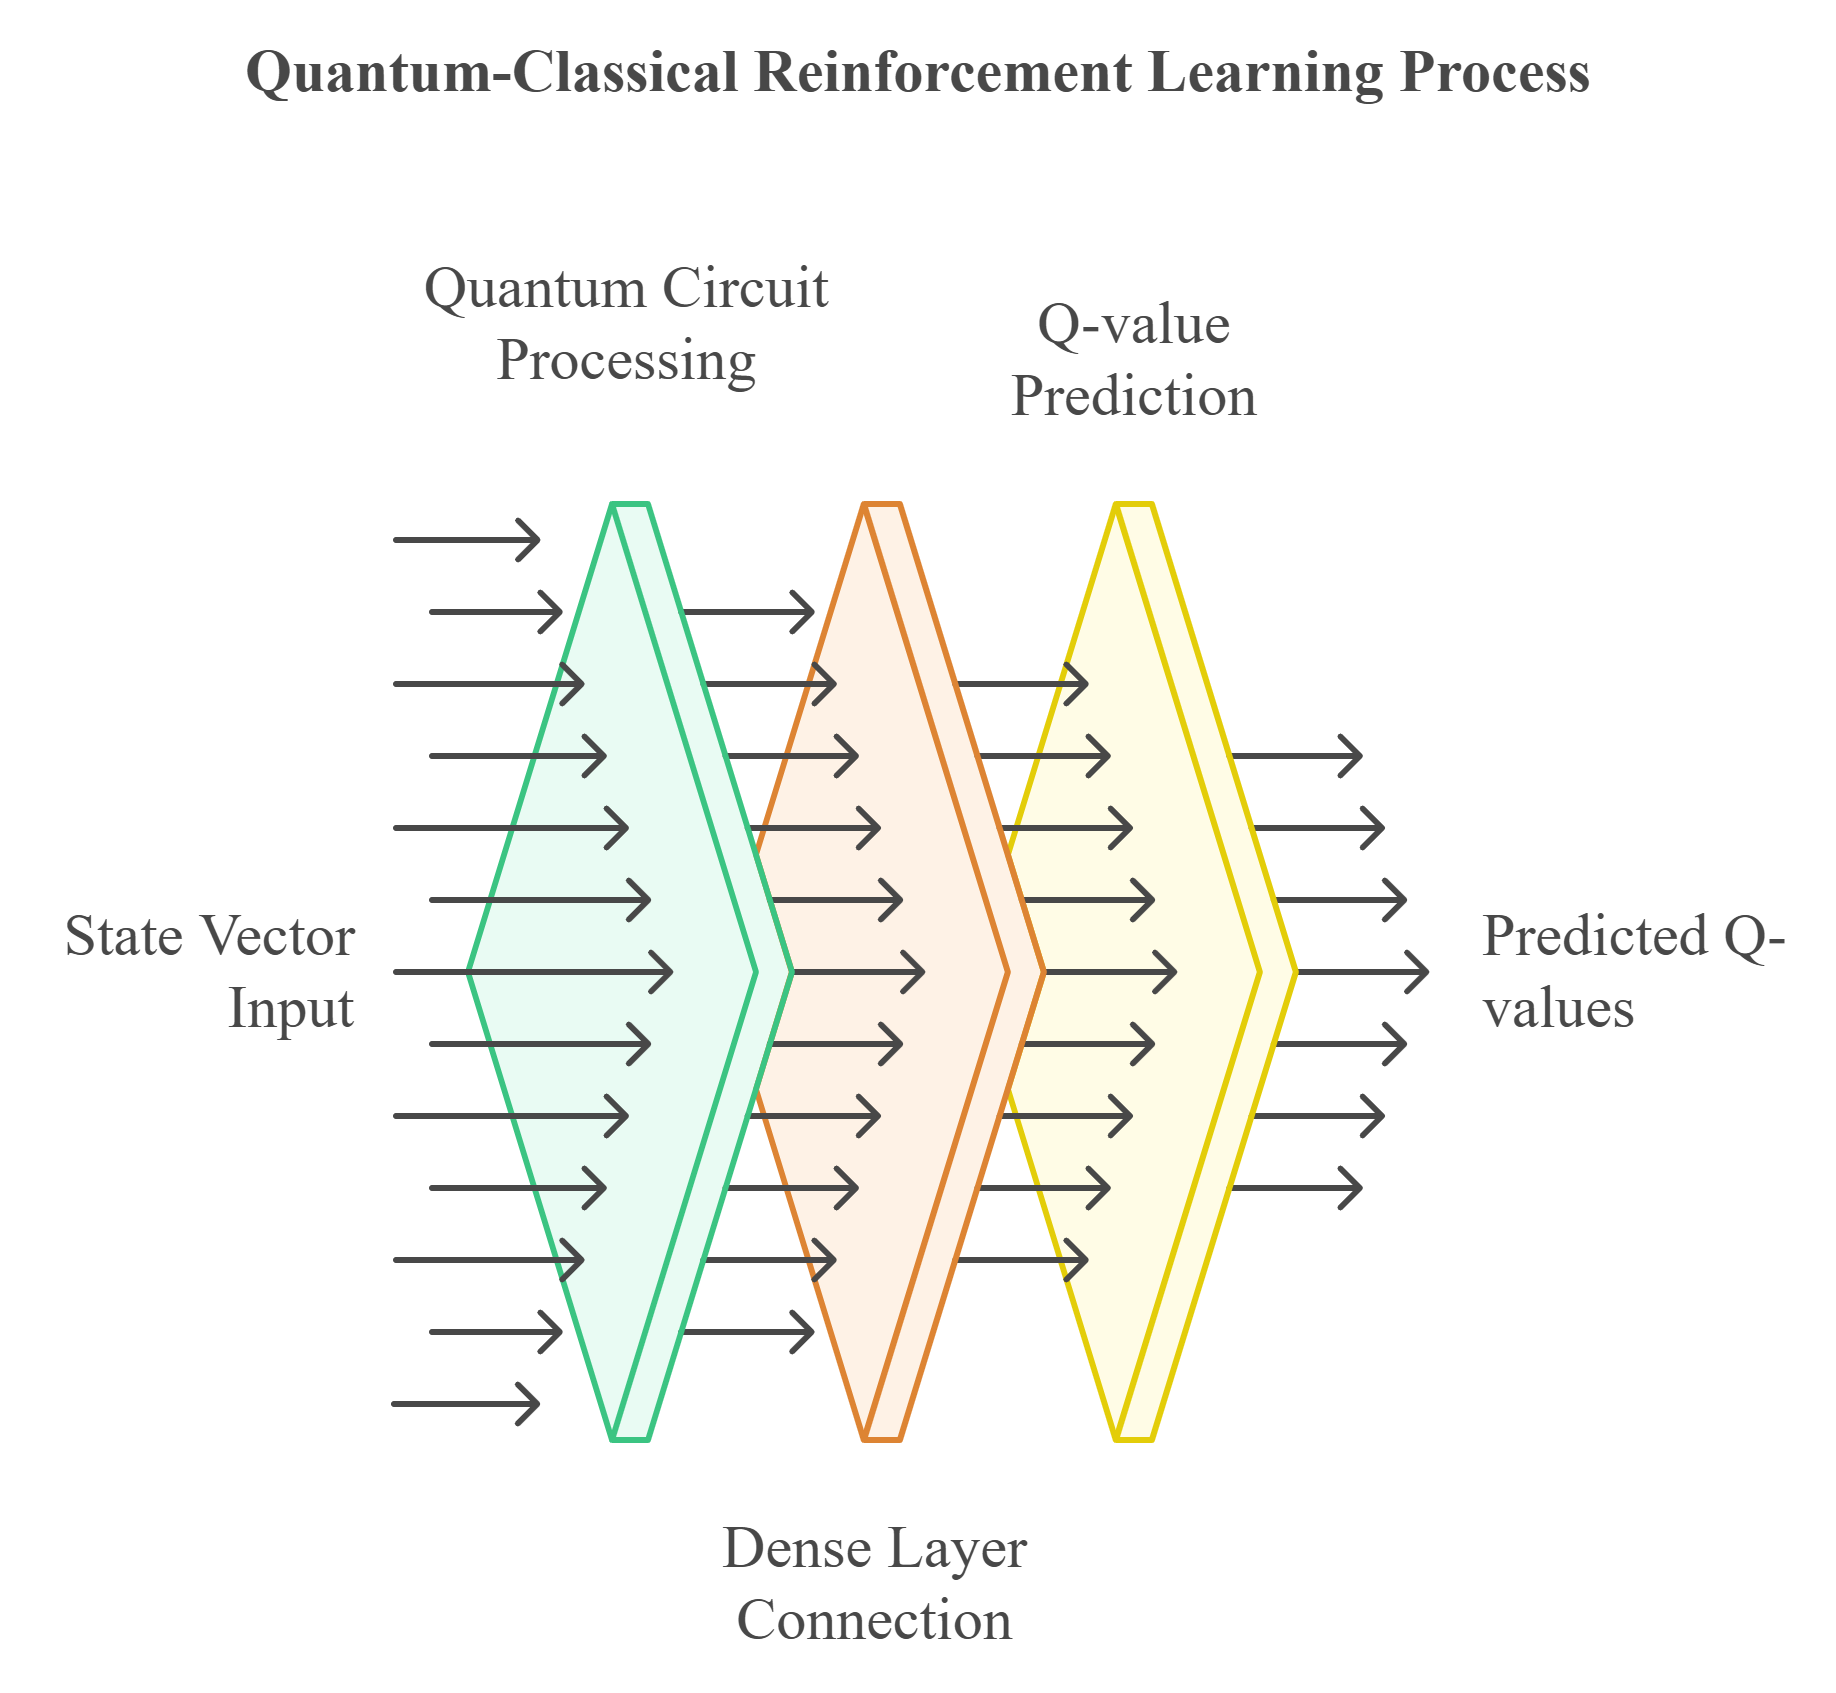 Quantum-Classical Reinforcement Learning Process
Quantum Circuit
Processing
Q-value
Prediction
State Vector
Input
Predicted Q-
values
Dense Layer
Connection